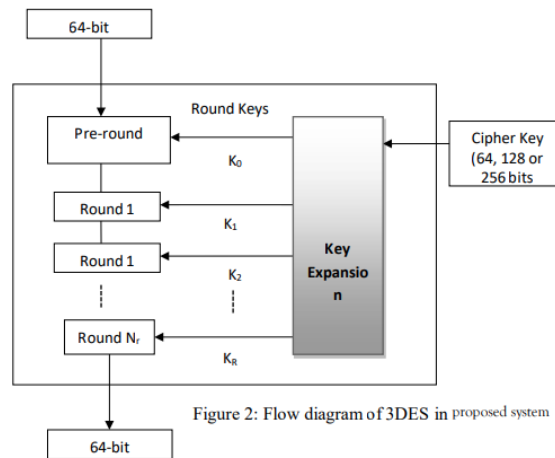 64-bit
Round Keys
Pre-round
K0
Cipher Key
(64, 128 or
256 bits
Round 1
K1
Round 1
K2
Key
Expansio
n
Round Nr
KR
Figure 2: Flow diagram of 3DES in proposed system
64-bit